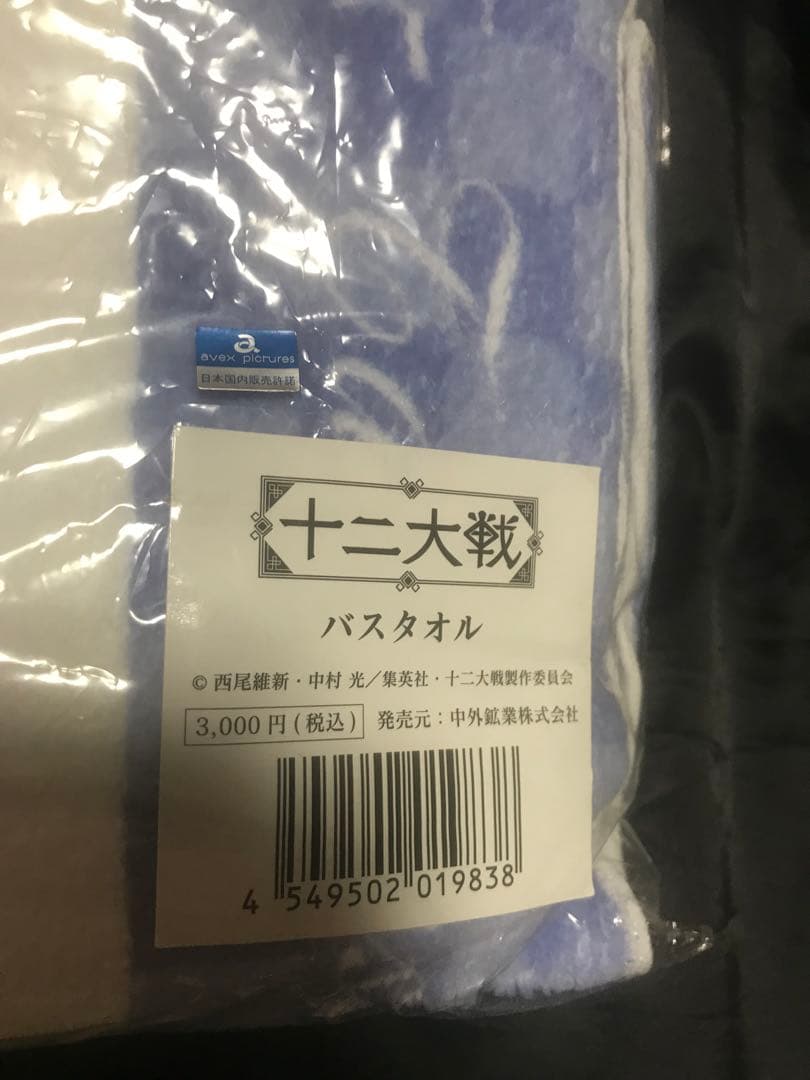 a
avex pictures
日本国内販売許諾
十二大戦
バスタオル
© 西尾維新・中村 光／集英社・十二大戦製作委員会
3,000円(税込) 発売元：中外鉱業株式会社
4 549502 019838